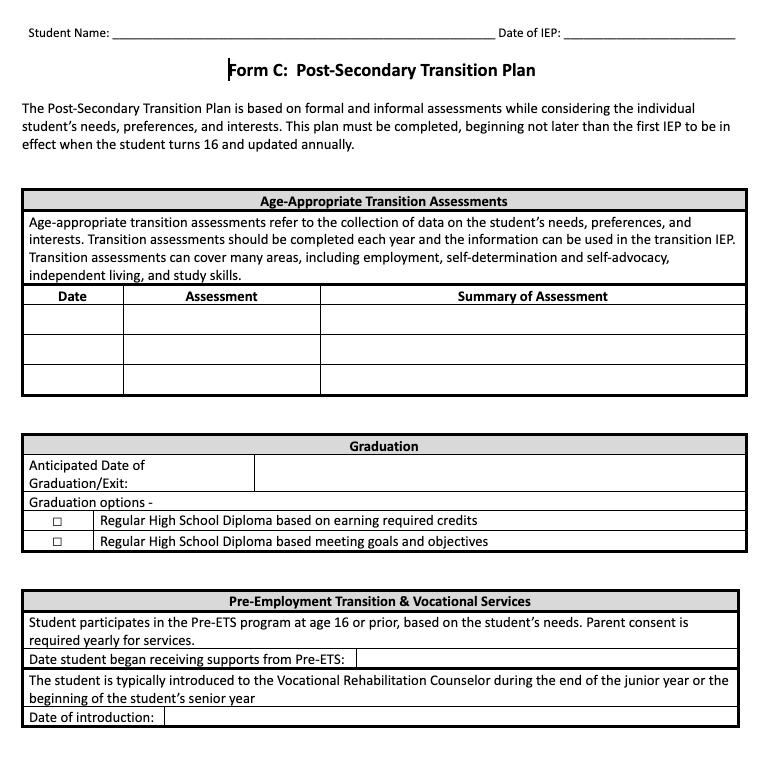 Student Name: ______________________________________________________ Date of IEP: ________________________
Form C:  Post-Secondary Transition Plan
The Post-Secondary Transition Plan is based on formal and informal assessments while considering the individual
student’s needs, preferences, and interests. This plan must be completed, beginning not later than the first IEP to be in
effect when the student turns 16 and updated annually.
Age-Appropriate Transition Assessments
Age-appropriate transition assessments refer to the collection of data on the student’s needs, preferences, and
interests. Transition assessments should be completed each year and the information can be used in the transition IEP.
Transition assessments can cover many areas, including employment, self-determination and self-advocacy,
independent living, and study skills.
Date Assessment Summary of Assessment
Graduation
Anticipated Date of
Graduation/Exit:
Graduation options -
☐ Regular High School Diploma based on earning required credits
☐ Regular High School Diploma based meeting goals and objectives
Pre-Employment Transition & Vocational Services
Student participates in the Pre-ETS program at age 16 or prior, based on the student’s needs. Parent consent is
required yearly for services.
Date student began receiving supports from Pre-ETS:
The student is typically introduced to the Vocational Rehabilitation Counselor during the end of the junior year or the
beginning of the student’s senior year
Date of introduction: